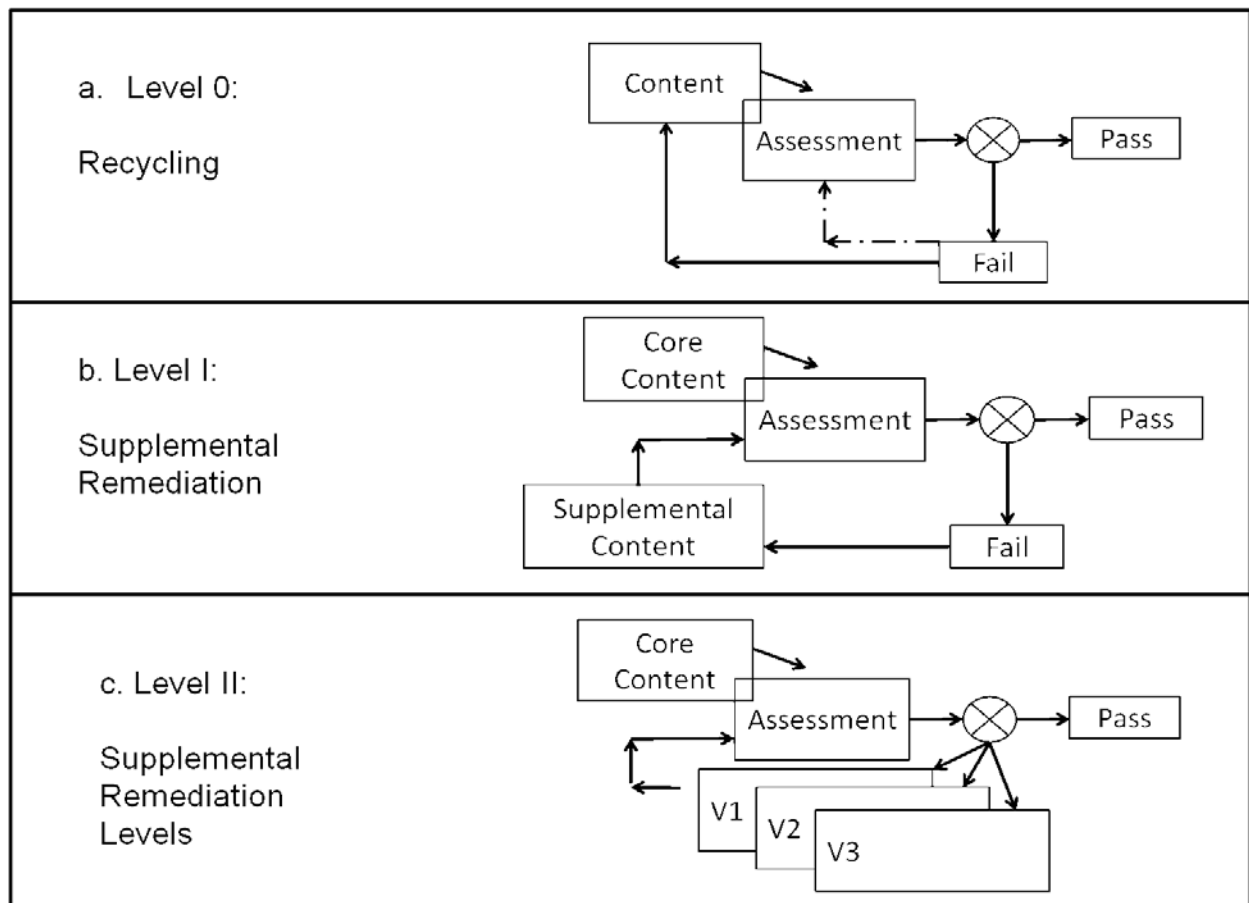 a. Level 0:
Recycling
Content
Assessment
Pass
Fail
b. Level I:
Supplemental
Remediation
Core
Content
Assessment
Pass
Supplemental
Content
Fail
c. Level II:
Supplemental
Remediation
Levels
Core
Content
Assessment
Pass
V1
V2
V3